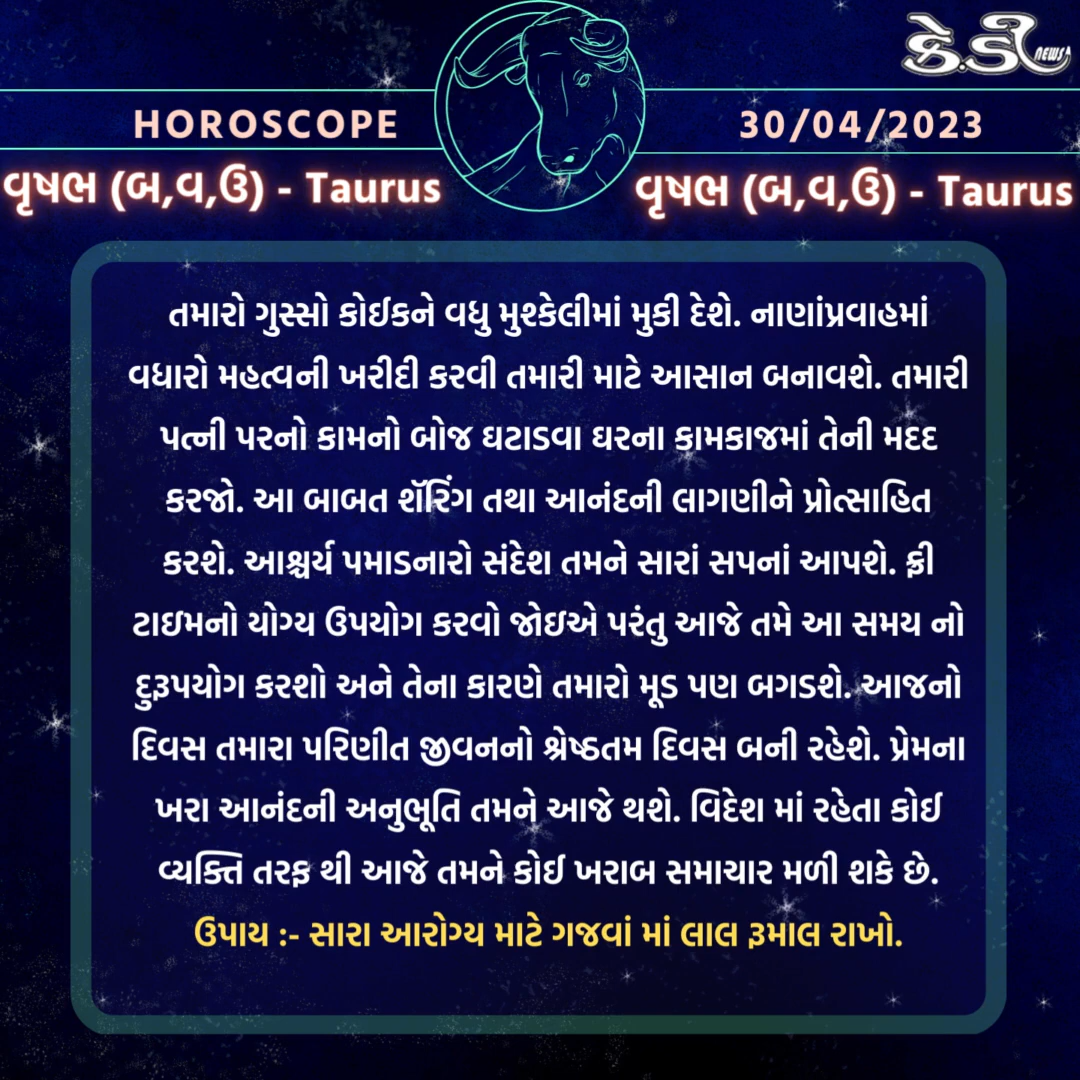 કે.ડી NEWS
HOROSCOPE
30/04/2023
વૃષભ (બ,વ,ઉ) - Taurus
વૃષભ (બ,વ,ઉ) - Taurus
તમારો ગુસ્સો કોઈકને વધુ મુશ્કેલીમાં મુકી દેશે. નાણાંપ્રવાહમાં
વધારો મહત્વની ખરીદી કરવી તમારી માટે આસાન બનાવશે. તમારી
પત્ની પરનો કામનો બોજ ઘટાડવા ઘરના કામકાજમાં તેની મદદ
કરજો. આ બાબત શૅરિંગ તથા આનંદની લાગણીને પ્રોત્સાહિત
કરશે. આશ્ચર્ય પમાડનારો સંદેશ તમને સારાં સપનાં આપશે. ફ્રી
ટાઇમનો યોગ્ય ઉપયોગ કરવો જોઇએ પરંતુ આજે તમે આ સમય નો
દુરૂપયોગ કરશો અને તેના કારણે તમારો મૂડ પણ બગડશે. આજનો
દિવસ તમારા પરિણીત જીવનનો શ્રેષ્ઠતમ દિવસ બની રહેશે. પ્રેમના
ખરા આનંદની અનુભૂતિ તમને આજે થશે. વિદેશ માં રહેતા કોઈ
વ્યક્તિ તરફ થી આજે તમને કોઈ ખરાબ સમાચાર મળી શકે છે.
ઉપાય :- સારા આરોગ્ય માટે ગજવાં માં લાલ રૂમાલ રાખો.